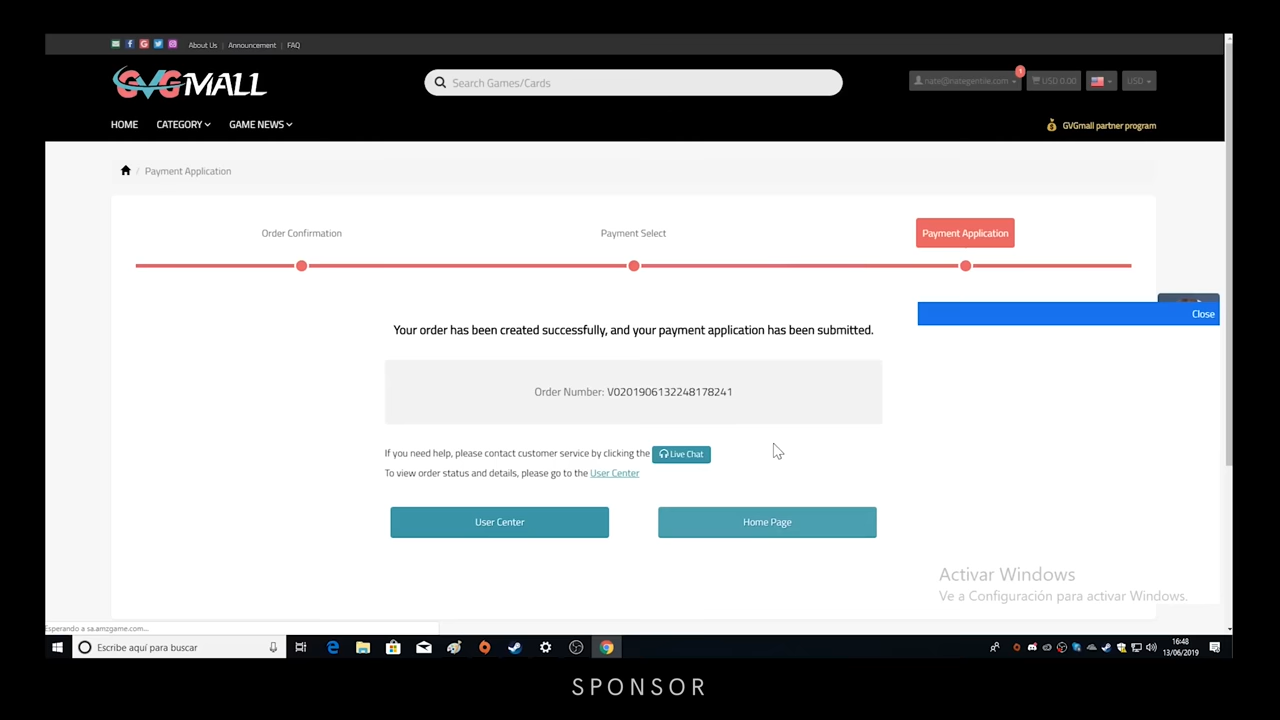 About Us | Announcement | FAQ
GVGMALL
Search Games/Cards
1
USD 0.00
USD
HOME
CATEGORY
GAME NEWS
GVGmall partner program
/ Payment Application
Order Confirmation
Payment Select
Payment Application
Close
Your order has been created successfully, and your payment application has been submitted.
Order Number: V0201906132248178241
If you need help, please contact customer service by clicking the Live Chat
To view order status and details, please go to the User Center
User Center
Home Page
Activar Windows
Ve a Configuración para activar Windows.
Esperando a sa.amzgame.com...
Escribe aquí para buscar
16:48
13/06/2019
SPONSOR